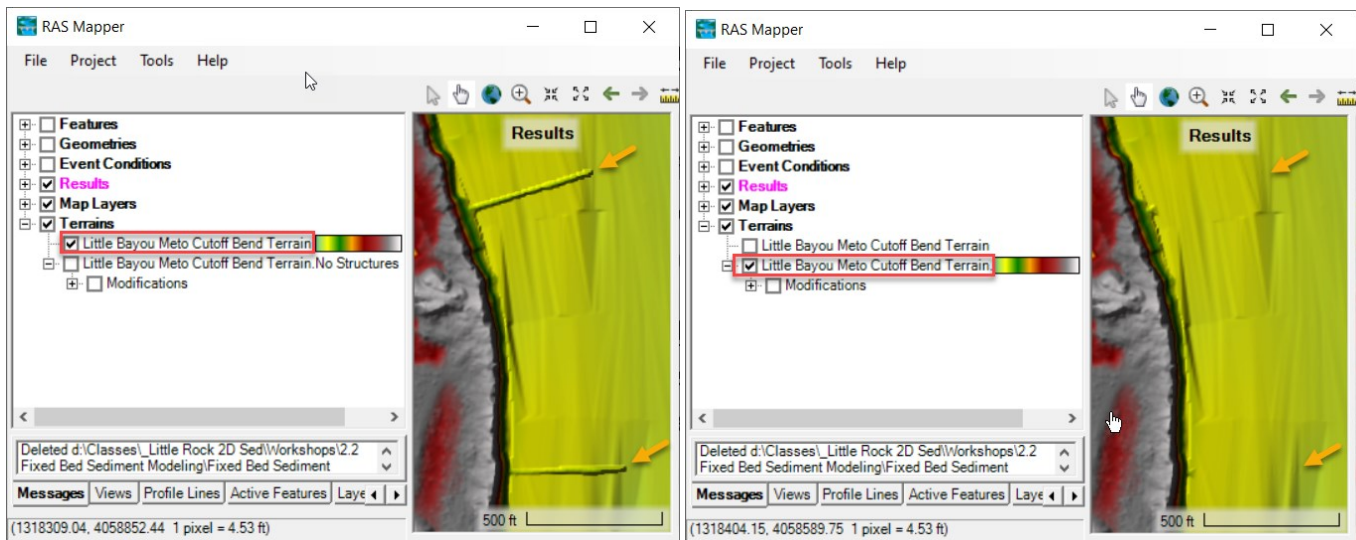 RAS Mapper
File Project Tools Help
Features
Geometries
Event Conditions
Results
Map Layers
Terrains
Little Bayou Meto Cutoff Bend Terrain
Little Bayou Meto Cutoff Bend Terrain.No Structures
Modifications
Results
500 ft
Deleted d:\Classes\_Little Rock 2D Sed\Workshops\2.2
Fixed Bed Sediment Modeling\Fixed Bed Sediment
Messages Views Profile Lines Active Features Laye
(1318309.04, 4058852.44 1 pixel = 4.53 ft)
RAS Mapper
File Project Tools Help
Features
Geometries
Event Conditions
Results
Map Layers
Terrains
Little Bayou Meto Cutoff Bend Terrain
Little Bayou Meto Cutoff Bend Terrain.
Modifications
Results
500 ft
Deleted d:\Classes\_Little Rock 2D Sed\Workshops\2.2
Fixed Bed Sediment Modeling\Fixed Bed Sediment
Messages Views Profile Lines Active Features Laye
(1318404.15, 4058589.75 1 pixel = 4.53 ft)